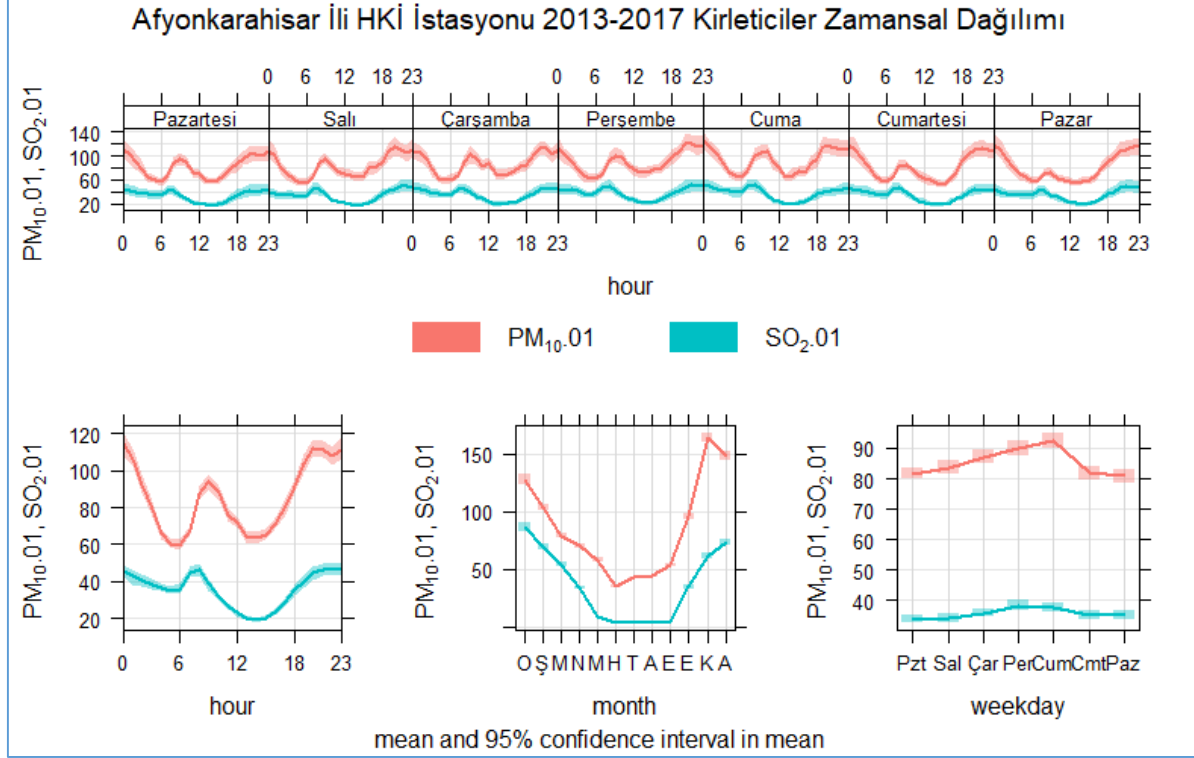 Afyonkarahisar İli HKİ İstasyonu 2013-2017 Kirleticiler Zamansal Dağılımı
0 6 12 18 23 0 6 12 18 23 0 6 12 18 23
Pazartesi Salı Çarşamba Perşembe Cuma Cumartesi Pazar
PM₁₀.01, SO₂.01
140
100
60
20
0 6 12 18 23 0 6 12 18 23 0 6 12 18 23 0 6 12 18 23
hour
PM₁₀.01 SO₂.01
PM₁₀.01, SO₂.01
120
100
80
60
40
20
0 6 12 18 23
hour
PM₁₀.01, SO₂.01
150
100
50
O Ş M N M H T A E E K A
month
PM₁₀.01, SO₂.01
90
80
70
60
50
40
Pzt Sal Çar Per Cum Cmt Paz
weekday
mean and 95% confidence interval in mean